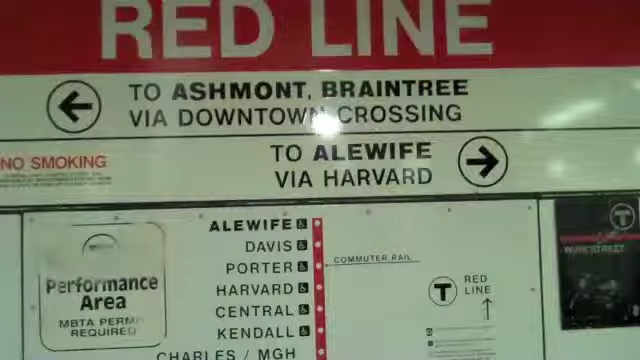 RED LINE
TO ASHMONT, BRAINTREE
VIA DOWNTOWN CROSSING
TO ALEWIFE
VIA HARVARD
NO SMOKING
ALEWIFE
DAVIS
PORTER
COMMUTER RAIL
HARVARD
CENTRAL
KENDALL
CHARLES / MGH
Performance
Area
MBTA PERMIT
REQUIRED
T
RED
LINE
T